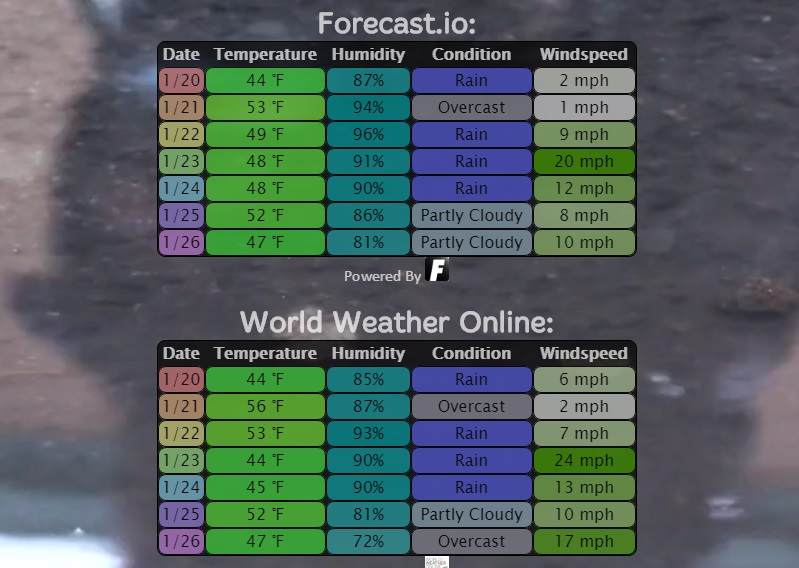 Forecast.io:
Date Temperature Humidity Condition Windspeed
1/20 44 °F 87% Rain 2 mph
1/21 53 °F 94% Overcast 1 mph
1/22 49 °F 96% Rain 9 mph
1/23 48 °F 91% Rain 20 mph
1/24 48 °F 90% Rain 12 mph
1/25 52 °F 86% Partly Cloudy 8 mph
1/26 47 °F 81% Partly Cloudy 10 mph
Powered By F
World Weather Online:
Date Temperature Humidity Condition Windspeed
1/20 44 °F 85% Rain 6 mph
1/21 56 °F 87% Overcast 2 mph
1/22 53 °F 93% Rain 7 mph
1/23 44 °F 90% Rain 24 mph
1/24 45 °F 90% Rain 13 mph
1/25 52 °F 81% Partly Cloudy 10 mph
1/26 47 °F 72% Overcast 17 mph